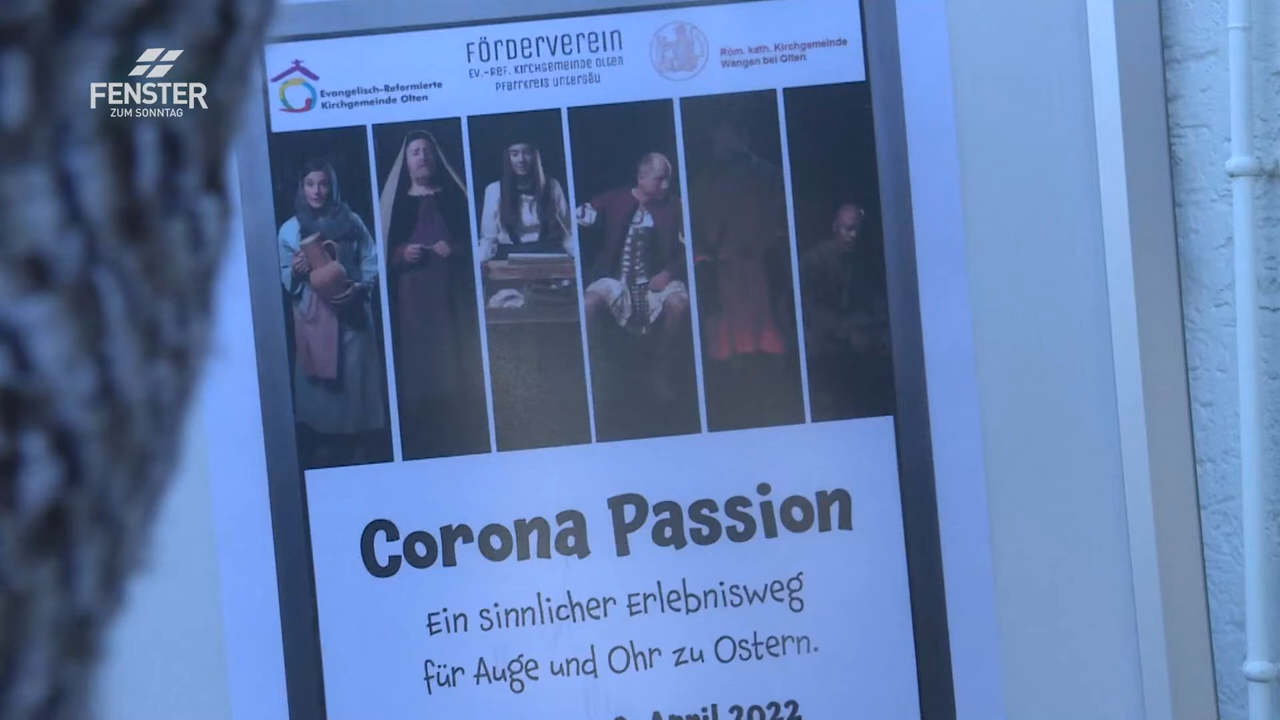 FENSTER
ZUM SONNTAG
Evangelisch-Reformierte
Kirchgemeinde Olten
FÖRDERVEREIN
EV.-REF. KIRCHGEMEINDE OLTEN
PFARRKREIS UNTERGÄU
Röm. kath. Kirchgemeinde
Wangen bei Olten
Corona Passion
Ein sinnlicher Erlebnisweg
für Auge und Ohr zu Ostern.
April 2022